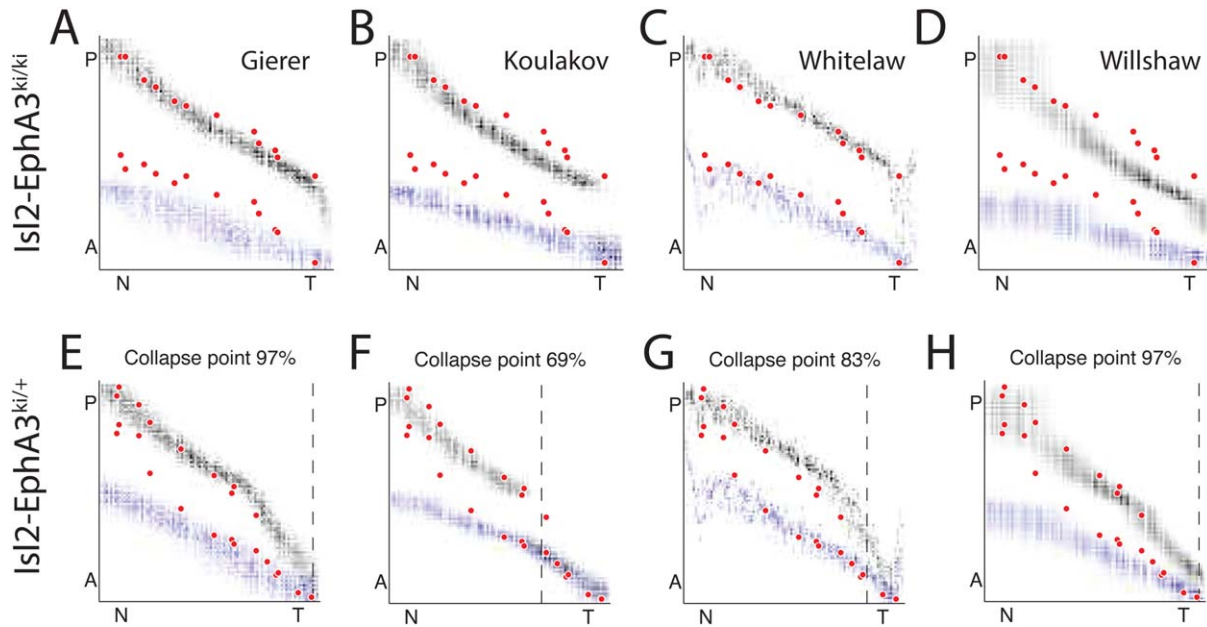 A B C D
Isl2-EphA3ki/ki
Gierer Koulakov Whitelaw Willshaw
P
A
N T N T N T N T
E F G H
Isl2-EphA3ki/+
Collapse point 97% Collapse point 69% Collapse point 83% Collapse point 97%
P P P P
A A A A
N T N T N T N T